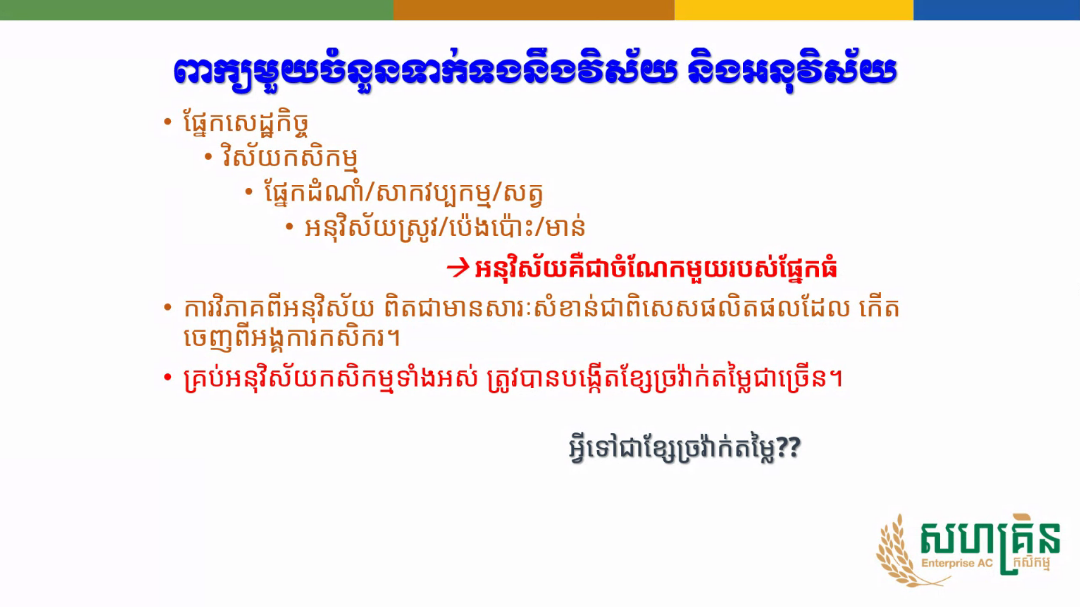 ពាក្យមួយចំនួនទាក់ទងនឹងវិស័យ និងអនុវិស័យ
• ផ្នែកសេដ្ឋកិច្ច
• វិស័យកសិកម្ម
• ផ្នែកដំណាំ/សាកវប្បកម្ម/សត្វ
• អនុវិស័យស្រូវ/ប៉េងប៉ោះ/មាន់
→ អនុវិស័យគឺជាចំណែកមួយរបស់ផ្នែកធំ
• ការវិភាគពីអនុវិស័យ ពិតជាមានសារៈសំខាន់ជាពិសេសផលិតផលដែល កើត
ចេញពីអង្គការកសិករ។
• គ្រប់អនុវិស័យកសិកម្មទាំងអស់ ត្រូវបានបង្កើតខ្សែច្រវ៉ាក់តម្លៃជាច្រើន។
អ្វីទៅជាខ្សែច្រវ៉ាក់តម្លៃ??
សហគ្រិន
Enterprise AC កសិកម្ម